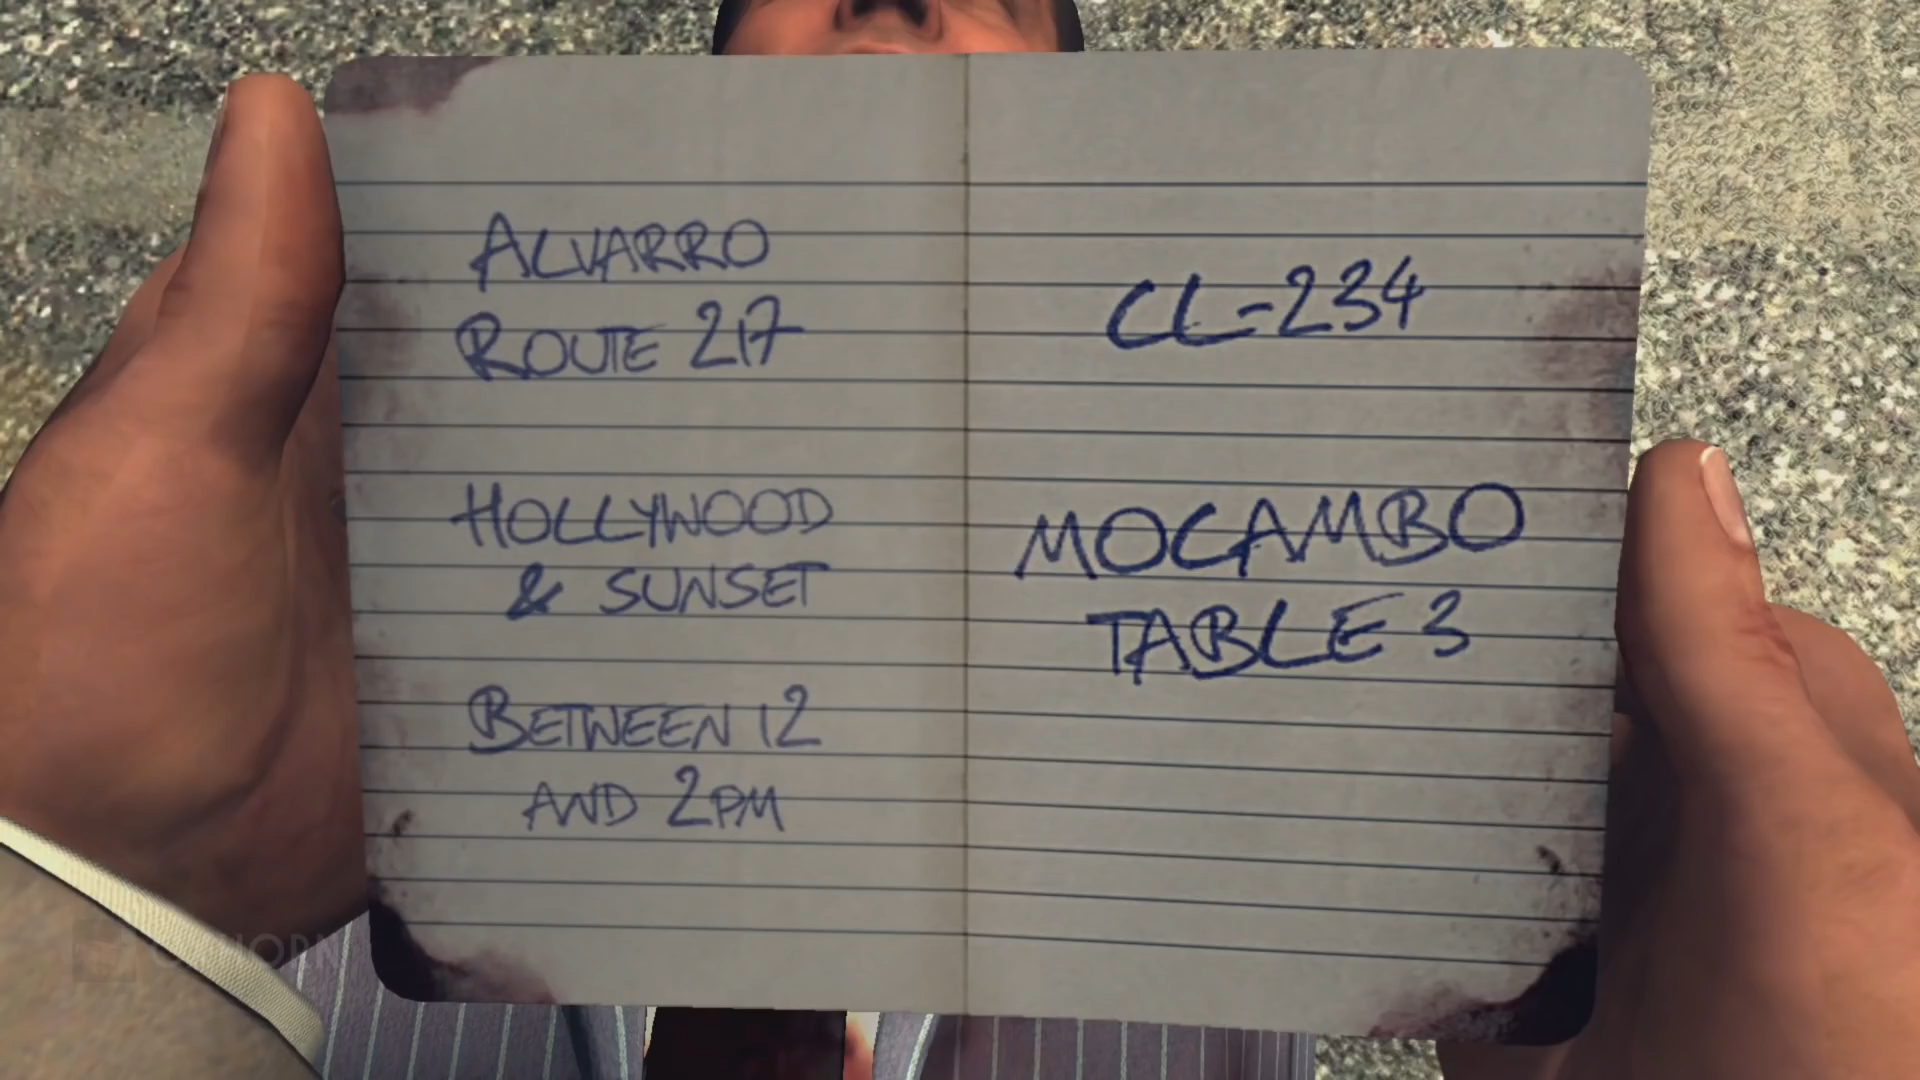 ALVARRO
ROUTE 217
HOLLYWOOD
& SUNSET
BETWEEN 12
AND 2PM
CL-234
MOCAMBO
TABLE 3